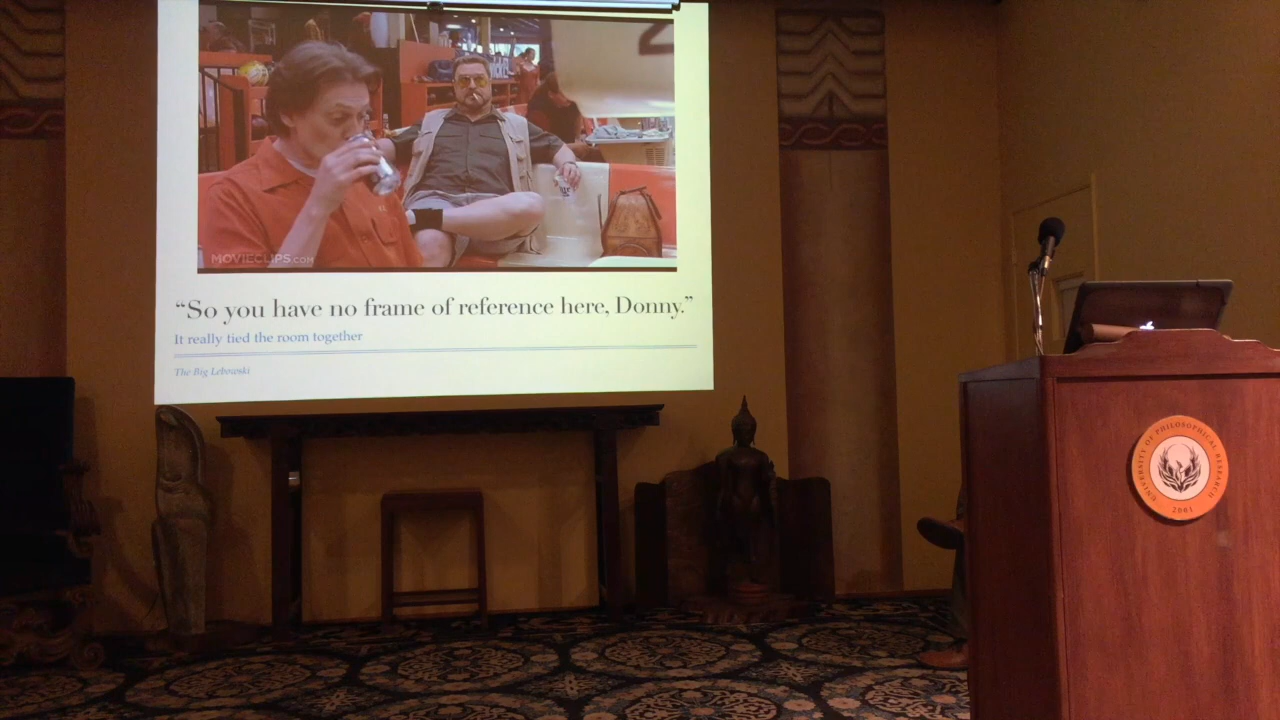 MOVIECLIPS.COM
“So you have no frame of reference here, Donny.”
It really tied the room together
The Big Lebowski
UNIVERSITY OF PHILOSOPHICAL RESEARCH
2001